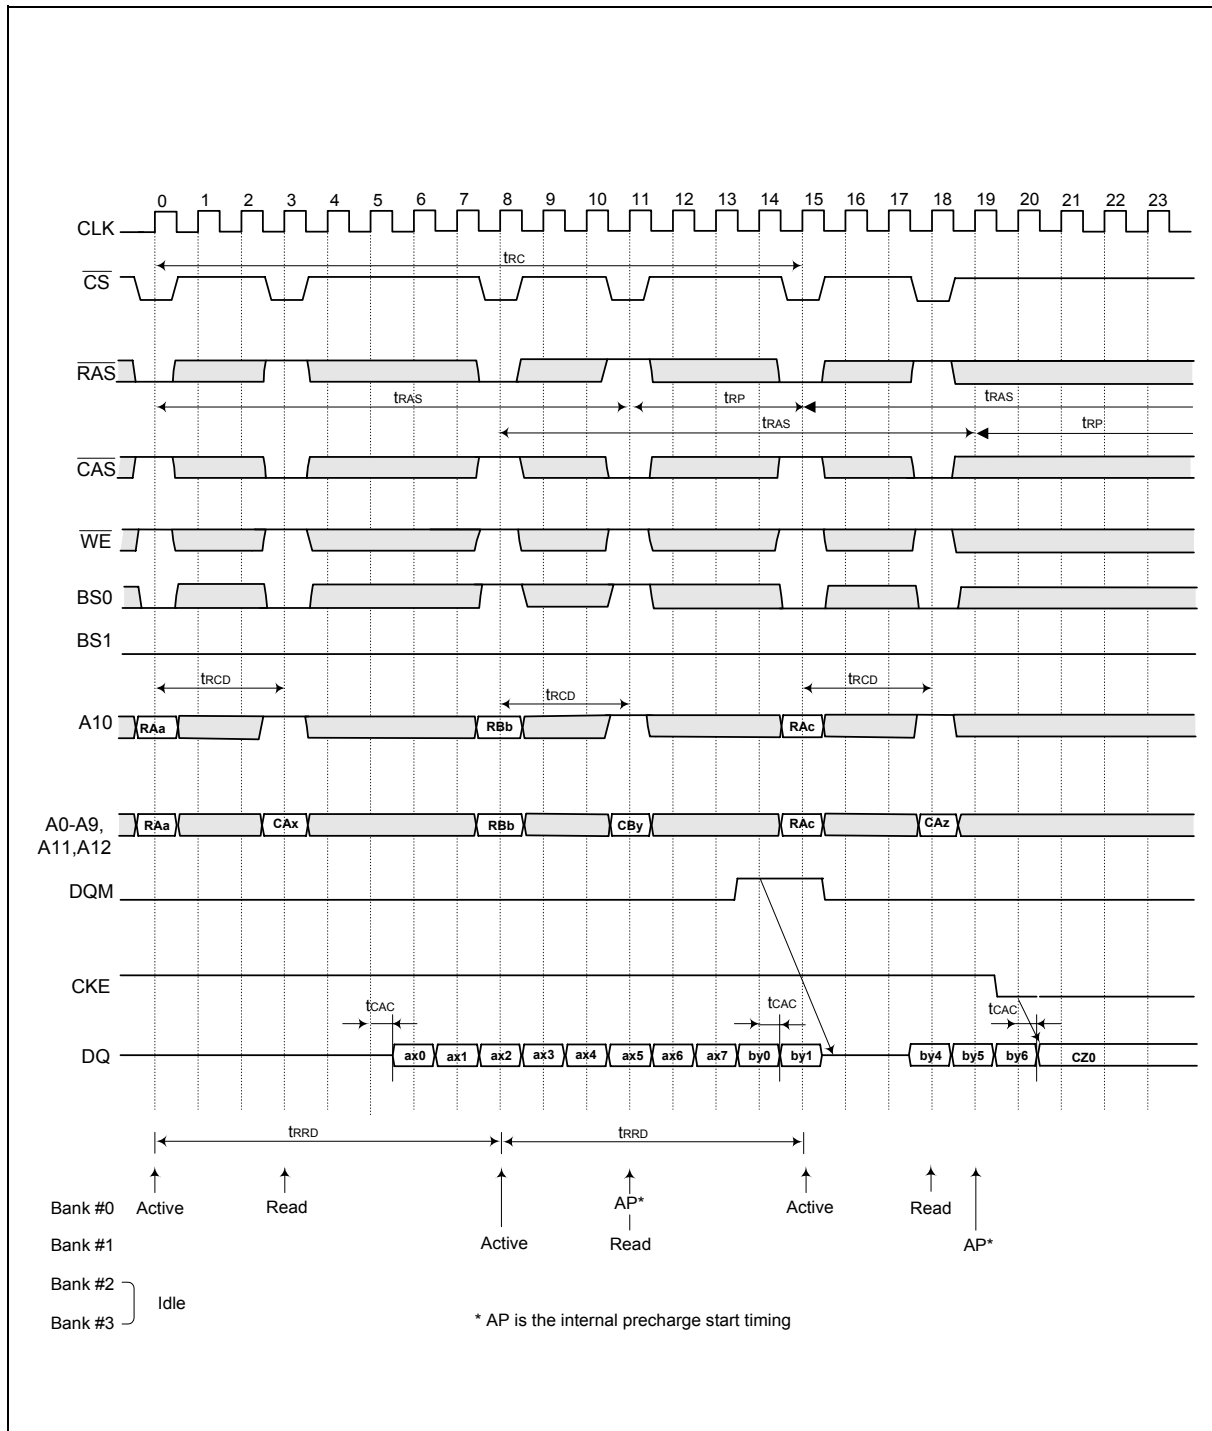 0 1 2 3 4 5 6 7 8 9 10 11 12 13 14 15 16 17 18 19 20 21 22 23
CLK
tRC
CS
RAS
tRAS tRP tRAS
tRAS tRP
CAS
WE
BS0
BS1
tRCD tRCD tRCD
A10 RAa RBb RAc
A0-A9, RAa CAx RBb CBy RAc CAz
A11,A12
DQM
CKE
tCAC tCAC tCAC
DQ ax0 ax1 ax2 ax3 ax4 ax5 ax6 ax7 by0 by1 by4 by5 by6 CZ0
tRRD tRRD
Bank #0 Active Read AP* Active Read
Bank #1 Active Read AP*
Bank #2
Idle
Bank #3
* AP is the internal precharge start timing